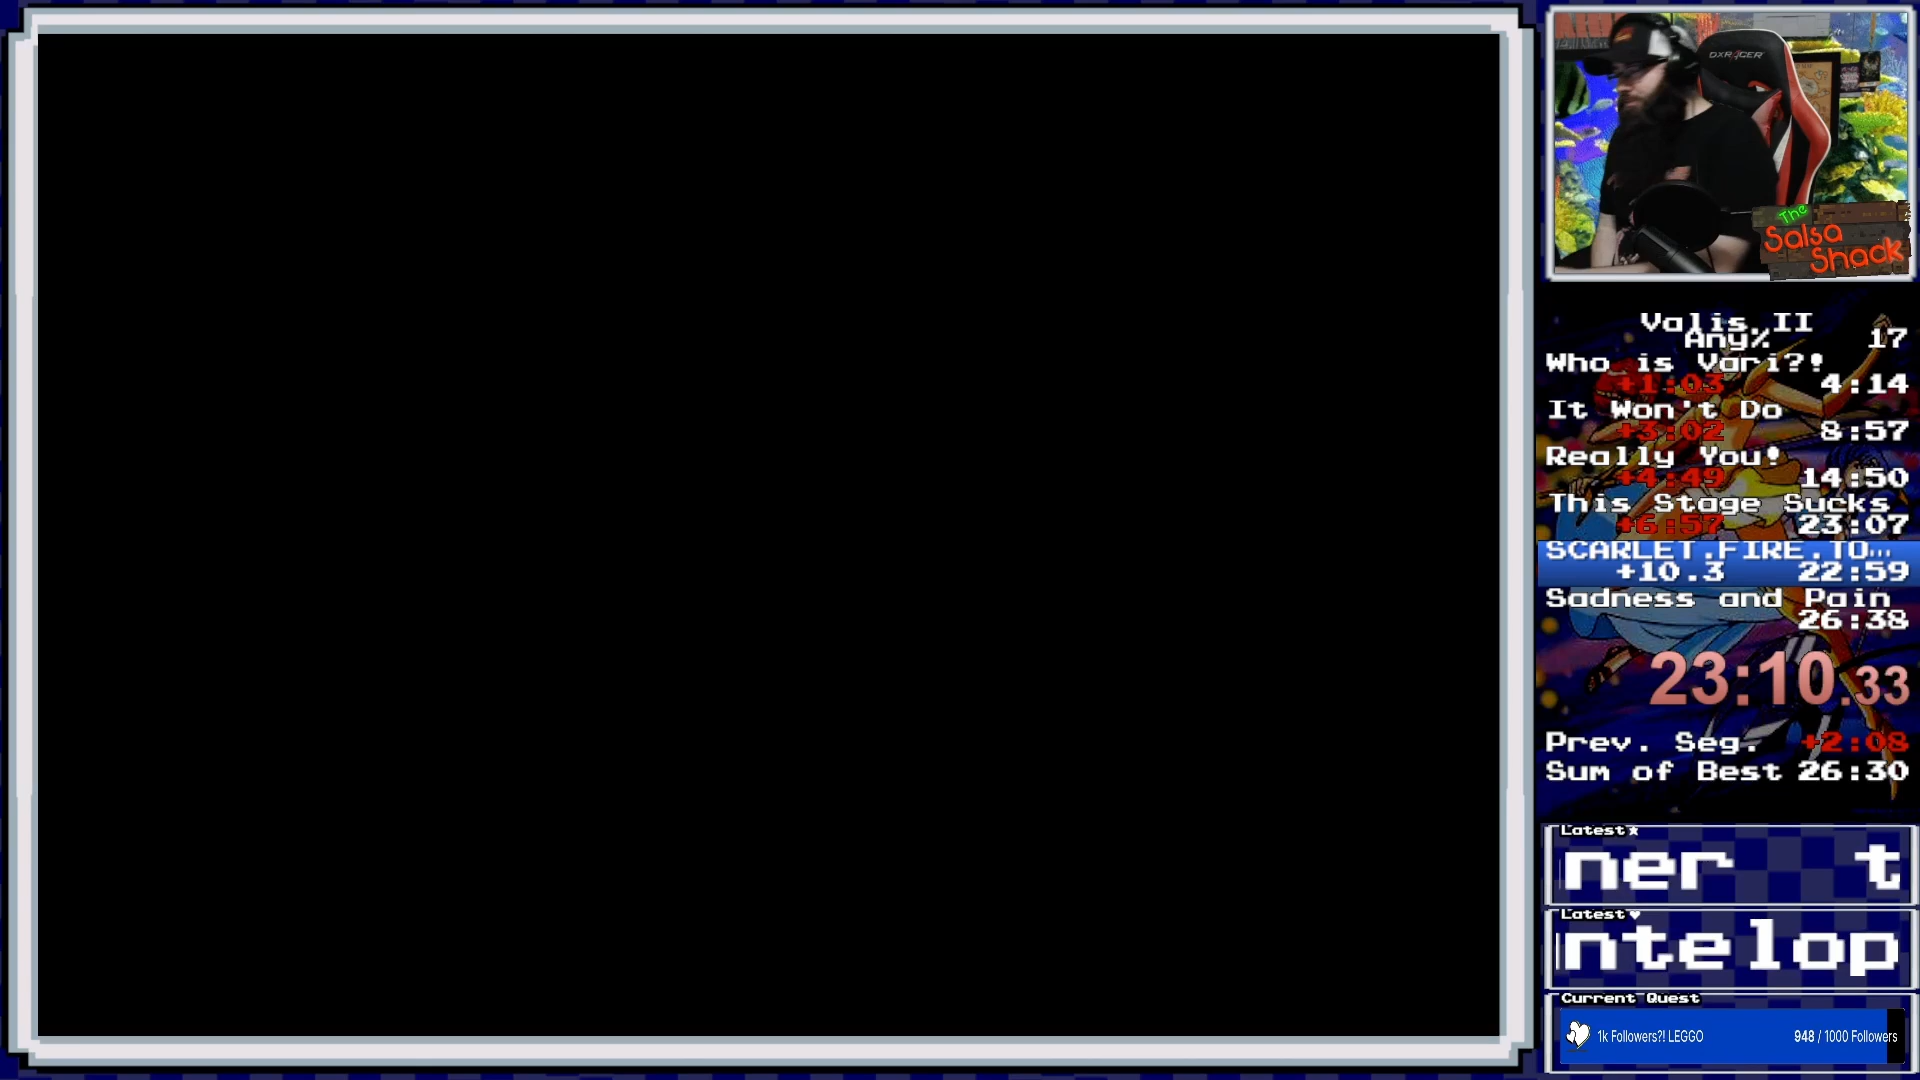 DXRACER
The
Salsa
Shack
Valis II
Any%
17
Who is Vari?!
+1:03 4:14
It Won't Do
+3:02 8:57
Really You!
+4:49 14:50
This Stage Sucks
+6:57 23:07
SCARLET.FIRE.TO...
+10.3 22:59
Sadness and Pain
26:38
23:10.33
Prev. Seg. +2:08
Sum of Best 26:30
Latest★
ner t
Latest♥
ntelop
Current Quest
1k Followers?! LEGGO 948 / 1000 Followers